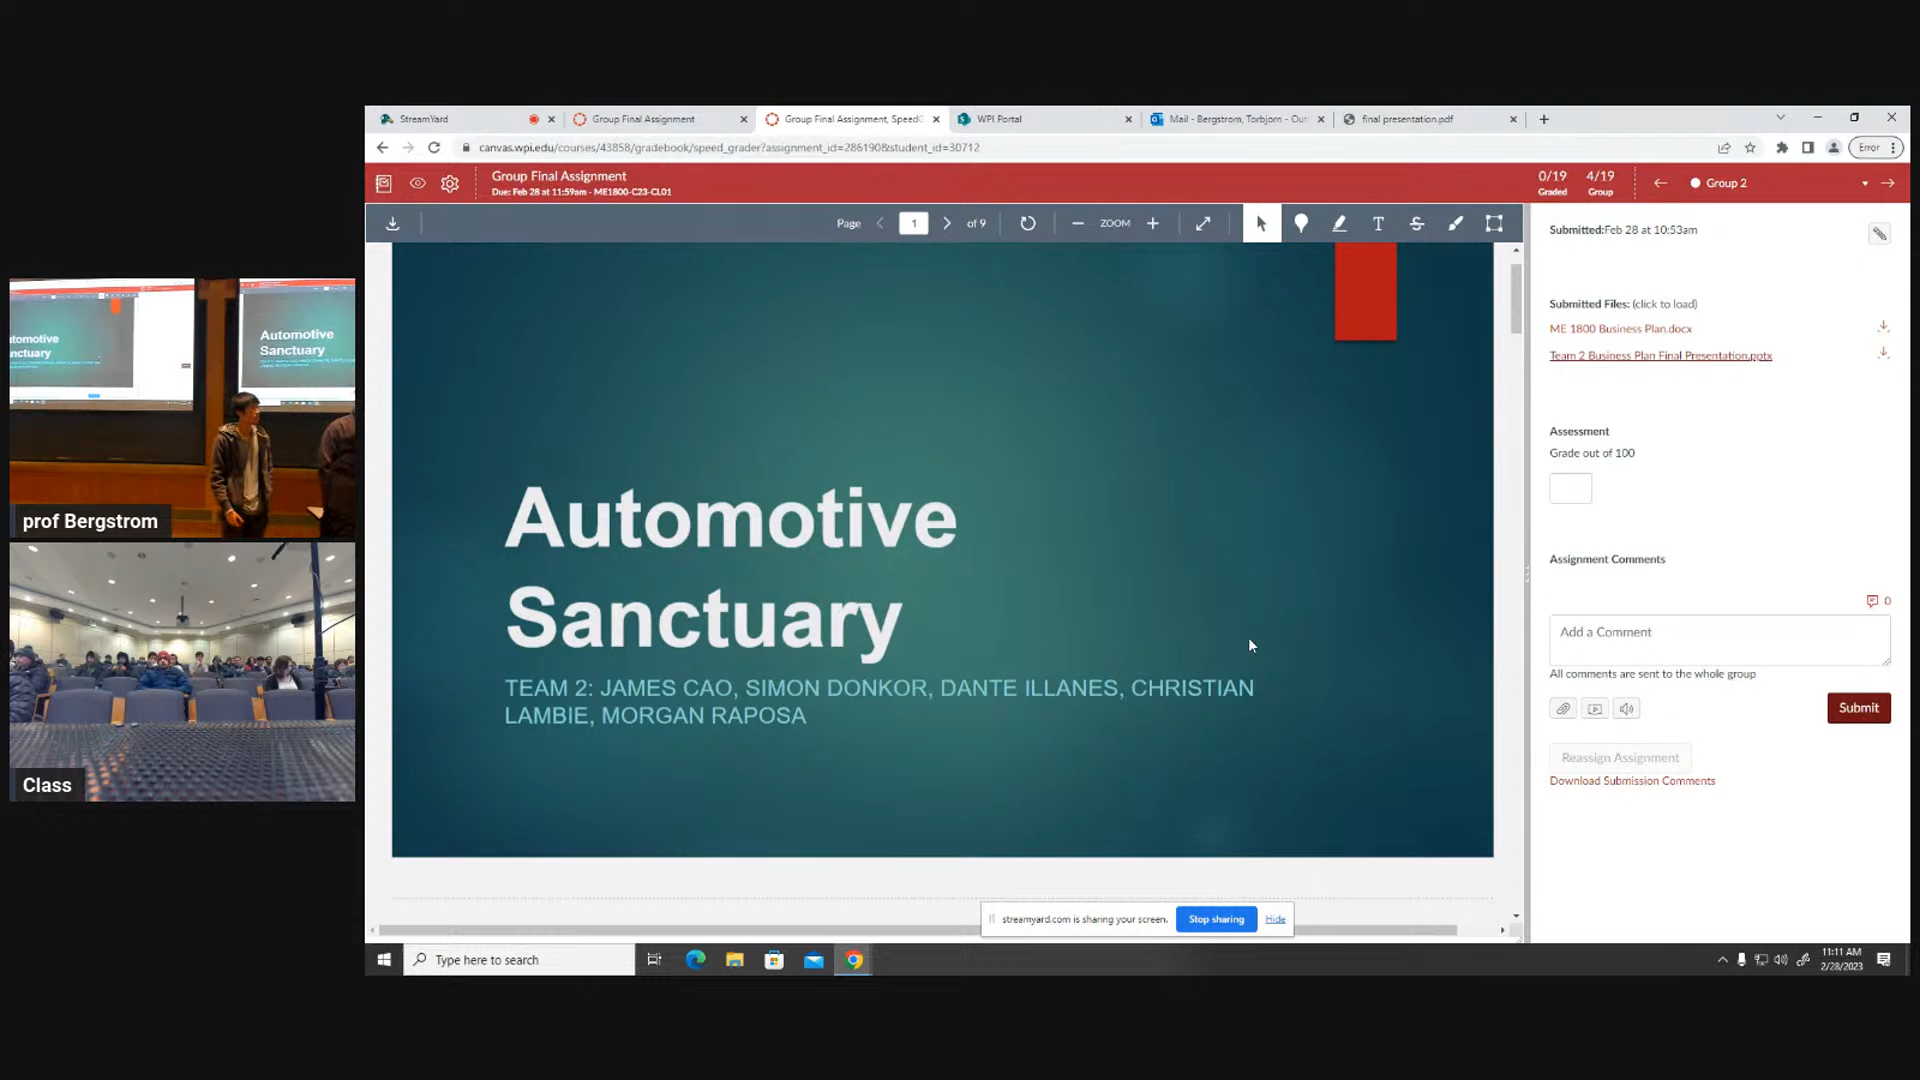 StreamYard
Group Final Assignment
Group Final Assignment, Speed
WPI Portal
Mail - Bergstrom, Torbjorn - Out
final presentation.pdf
canvas.wpi.edu/courses/43858/gradebook/speed_grader?assignment_id=286190&student_id=30712
Error
Group Final Assignment
Due: Feb 28 at 11:59am - ME1800-C23-CL01
0/19
Graded
4/19
Group
Group 2
Page
1
of 9
ZOOM
T
S
Automotive
Sanctuary
TEAM 2: JAMES CAO, SIMON DONKOR, DANTE ILLANES, CHRISTIAN
LAMBIE, MORGAN RAPOSA
Submitted:Feb 28 at 10:53am
Submitted Files: (click to load)
ME 1800 Business Plan.docx
Team 2 Business Plan Final Presentation.pptx
Assessment
Grade out of 100
Assignment Comments
0
Add a Comment
All comments are sent to the whole group
Submit
Reassign Assignment
Download Submission Comments
streamyard.com is sharing your screen.
Stop sharing
Hide
Type here to search
11:11 AM
2/28/2023
tomotive
nctuary
Automotive
Sanctuary
prof Bergstrom
Class